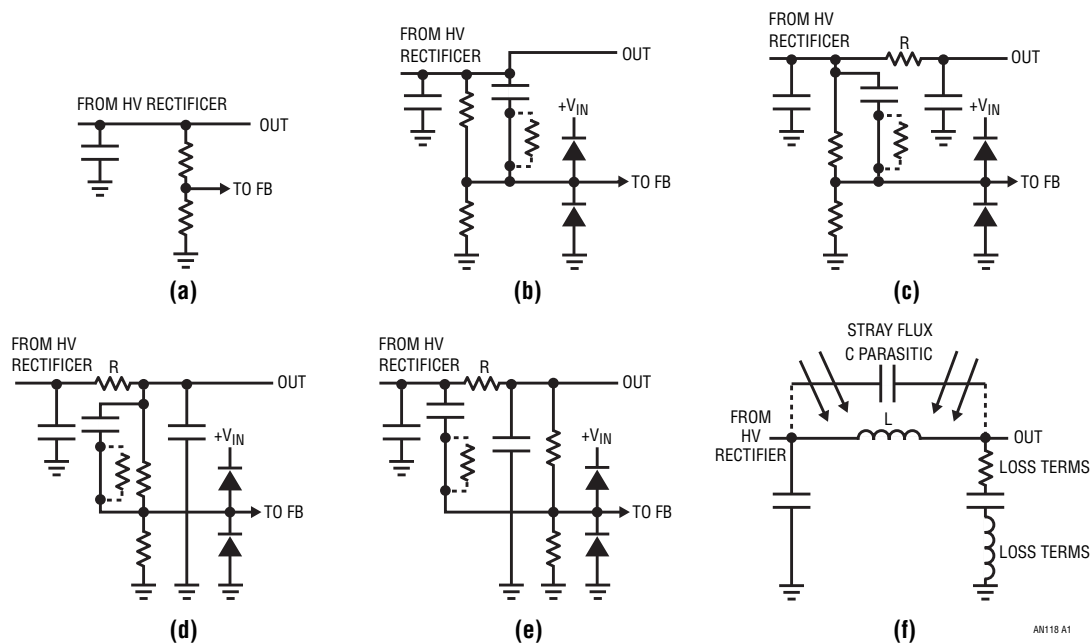 FROM HV RECTIFICER
OUT
TO FB
(a)
FROM HV
RECTIFICER
OUT
+VIN
TO FB
(b)
FROM HV
RECTIFICER
R
OUT
+VIN
TO FB
(c)
FROM HV
RECTIFICER
R
OUT
+VIN
TO FB
(d)
FROM HV
RECTIFICER
R
OUT
+VIN
TO FB
(e)
STRAY FLUX
C PARASITIC
FROM
HV
RECTIFIER
L
OUT
LOSS TERMS
LOSS TERMS
(f)
AN118 A1